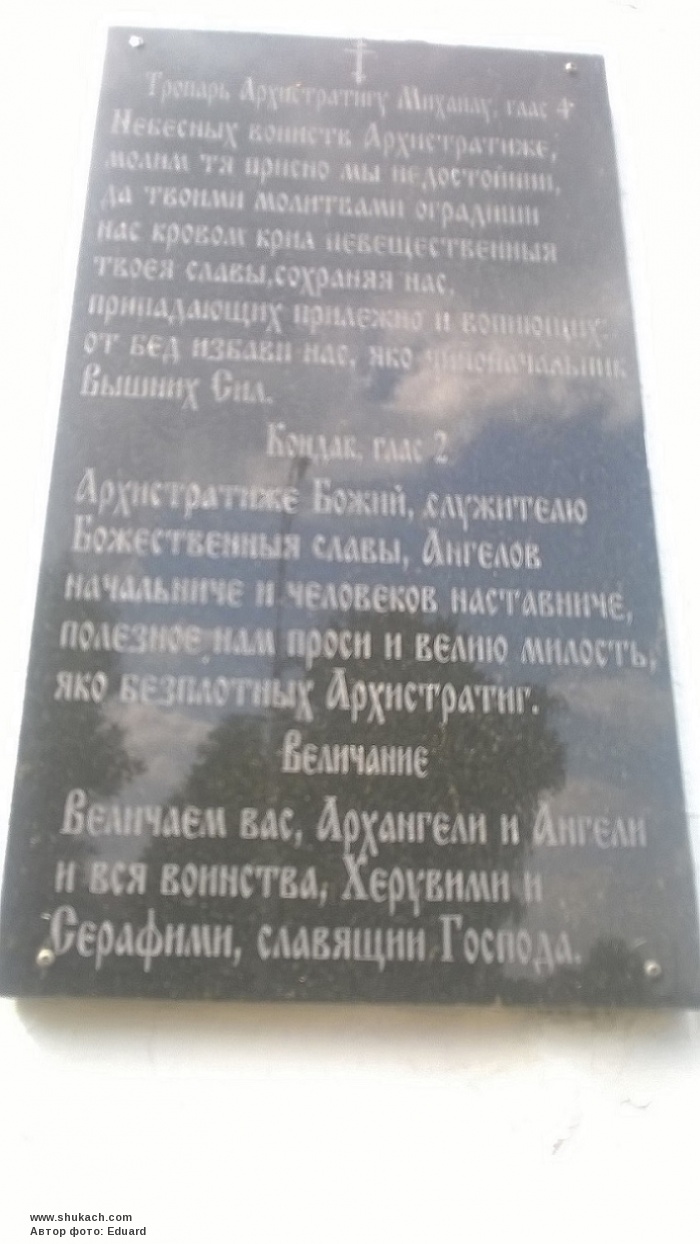 Тропарь Архистратигу Михаилу, глас 4
Небесных воинств Архистратиже,
молим тя присно мы недостойнии,
да твоими молитвами оградиши
нас кровом крил невещественныя
твоея славы,сохраняя нас,
припадающих прилежно и вопиющих:
от бед избави нас, яко чиноначальник
Вышних Сил.
Кондак, глас 2
Архистратиже Божий, служителю
Божественныя славы, Ангелов
начальниче и человеков наставниче,
полезное нам проси и велию милость,
яко безплотных Архистратиг.
Величание
Величаем вас, Архангели и Ангели
и вся воинства, Херувими и
Серафими, славящии Господа.
www.shukach.com
Автор фото: Eduard